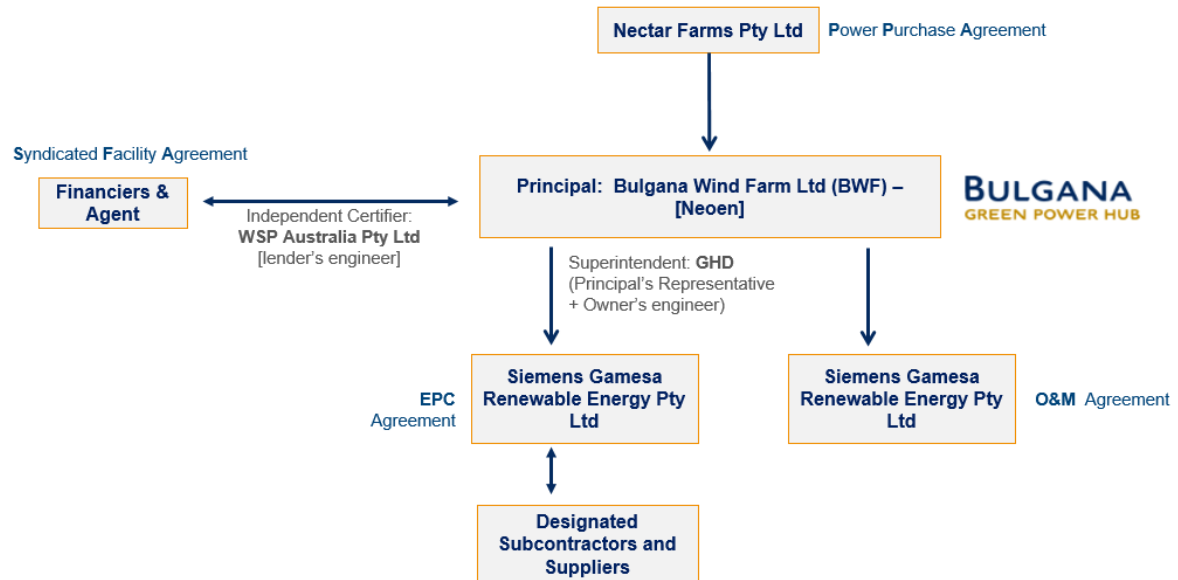 Nectar Farms Pty Ltd
Power Purchase Agreement
Syndicated Facility Agreement
Financiers &
Agent
Independent Certifier:
WSP Australia Pty Ltd
[lender's engineer]
Principal:  Bulgana Wind Farm Ltd (BWF) –
[Neoen]
BULGANA
GREEN POWER HUB
Superintendent: GHD
(Principal's Representative
+ Owner's engineer)
EPC
Agreement
Siemens Gamesa
Renewable Energy Pty
Ltd
Siemens Gamesa
Renewable Energy Pty
Ltd
O&M  Agreement
Designated
Subcontractors and
Suppliers